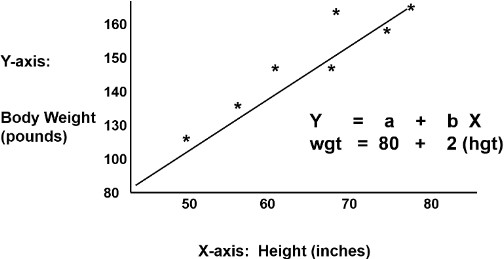 160
Y-axis:
150
140
Body Weight
(pounds)
130
100
80
Y = a + b X
wgt = 80 + 2 (hgt)
50 60 70 80
X-axis: Height (inches)